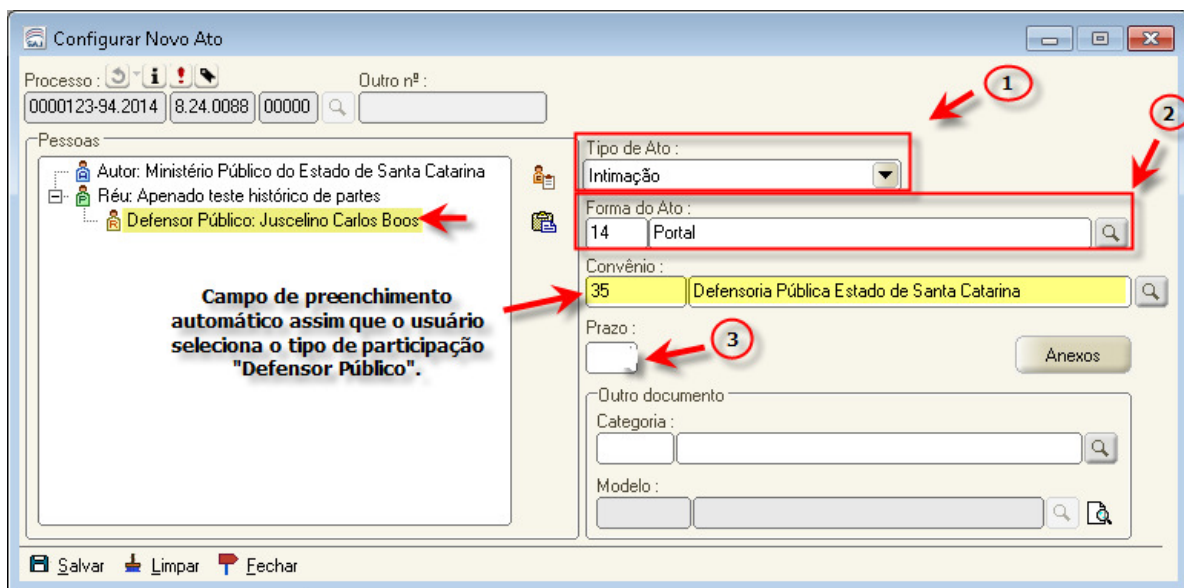 Configurar Novo Ato
Processo :
Outro nº :
0000123-94.2014 8.24.0088 00000
Pessoas
Autor: Ministério Público do Estado de Santa Catarina
Réu: Apenado teste histórico de partes
Defensor Público: Juscelino Carlos Boos
Campo de preenchimento
automático assim que o usuário
seleciona o tipo de participação
"Defensor Público".
1
Tipo de Ato :
Intimação
2
Forma do Ato :
14 Portal
Convênio :
35 Defensoria Pública Estado de Santa Catarina
Prazo :
3
Anexos
Outro documento
Categoria :
Modelo :
Salvar Limpar Fechar